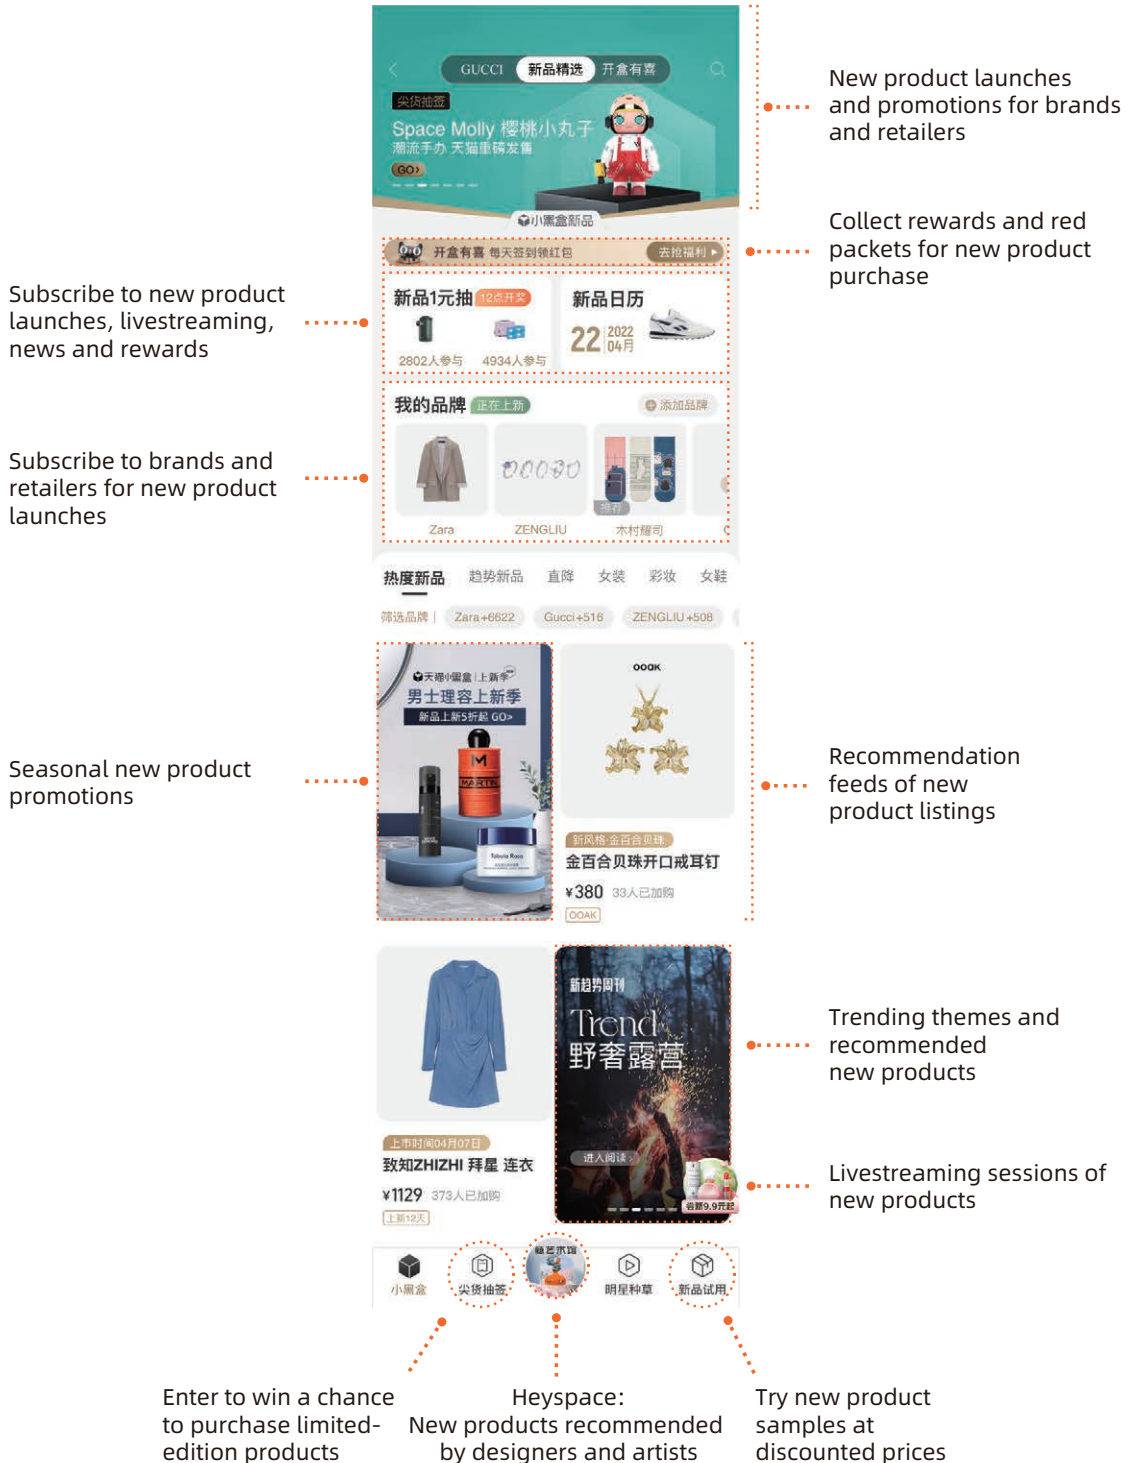 GUCCI 新品精选 开盒有喜
尖货抽签
Space Molly 樱桃小丸子
潮流手办 天猫重磅发售
GO>
小黑盒新品
开盒有喜 每天签到领红包
去抢福利
新品1元抽 12点开奖
2802人参与 4934人参与
新品日历
22 2022
04月
我的品牌 正在上新
添加品牌
推荐
Zara ZENGLIU 木村耀司
热度新品 趋势新品 直降 女装 彩妆 女鞋
筛选品牌 | Zara+6622 Gucci+516 ZENGLIU+508
天猫小黑盒 | 上新季
男士理容上新季
新品上新5折起 GO>
M
MARTIN
Tabula Rasa
OOAK
新风格·金百合贝珠
金百合贝珠开口戒耳钉
¥380 33人已加购
OOAK
上市时间04月07日
致知ZHIZHI 拜星 连衣
¥1129 373人已加购
上新12天
新趋势周刊
Trend
野奢露营
进入阅读
尝新9.9元起
小黑盒 尖货抽签 明星种草 新品试用
New product launches
and promotions for brands
and retailers
Collect rewards and red
packets for new product
purchase
Subscribe to new product
launches, livestreaming,
news and rewards
Subscribe to brands and
retailers for new product
launches
Seasonal new product
promotions
Recommendation
feeds of new
product listings
Trending themes and
recommended
new products
Livestreaming sessions of
new products
Enter to win a chance
to purchase limited-
edition products
Heyspace:
New products recommended
by designers and artists
Try new product
samples at
discounted prices